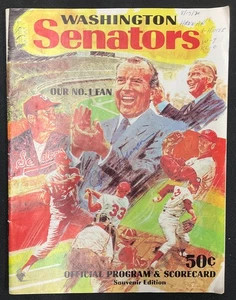 WASHINGTON
Senators
OUR NO. 1 FAN
33
50¢
OFFICIAL PROGRAM & SCORECARD
Souvenir Edition